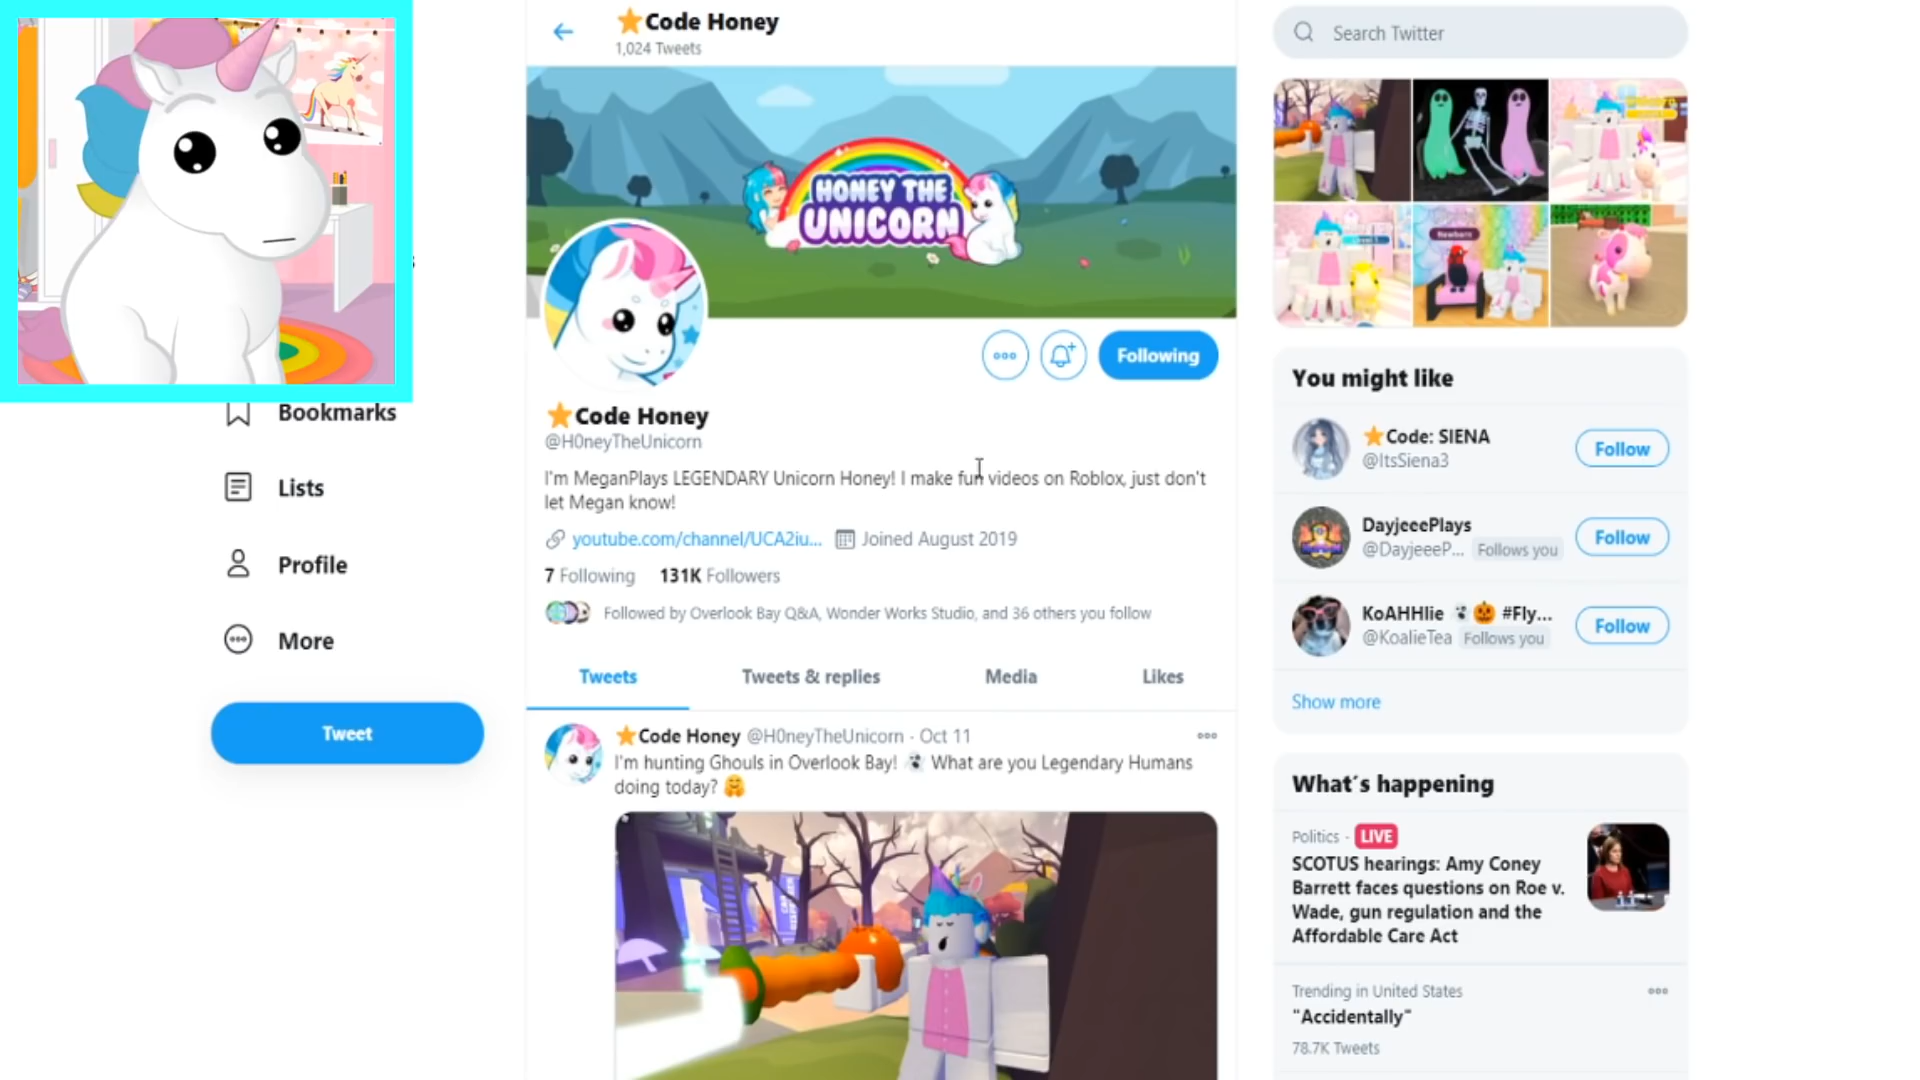 ⭐Code Honey
1,024 Tweets
HONEY THE
UNICORN
Following
⭐Code Honey
@H0neyTheUnicorn
I'm MeganPlays LEGENDARY Unicorn Honey! I make fun videos on Roblox, just don't
let Megan know!
youtube.com/channel/UCA2iu... Joined August 2019
7 Following 131K Followers
Followed by Overlook Bay Q&A, Wonder Works Studio, and 36 others you follow
Tweets Tweets & replies Media Likes
⭐Code Honey @H0neyTheUnicorn · Oct 11
I'm hunting Ghouls in Overlook Bay! 👻 What are you Legendary Humans
doing today? 🤗
Bookmarks
Lists
Profile
More
Tweet
Search Twitter
Newborn
You might like
⭐Code: SIENA
@ItsSiena3
Follow
DayjeeePlays
@DayjeeeP... Follows you
Follow
KoAHHlie 👻🎃 #Fly...
@KoalieTea Follows you
Follow
Show more
What's happening
Politics · LIVE
SCOTUS hearings: Amy Coney
Barrett faces questions on Roe v.
Wade, gun regulation and the
Affordable Care Act
Trending in United States
"Accidentally"
78.7K Tweets